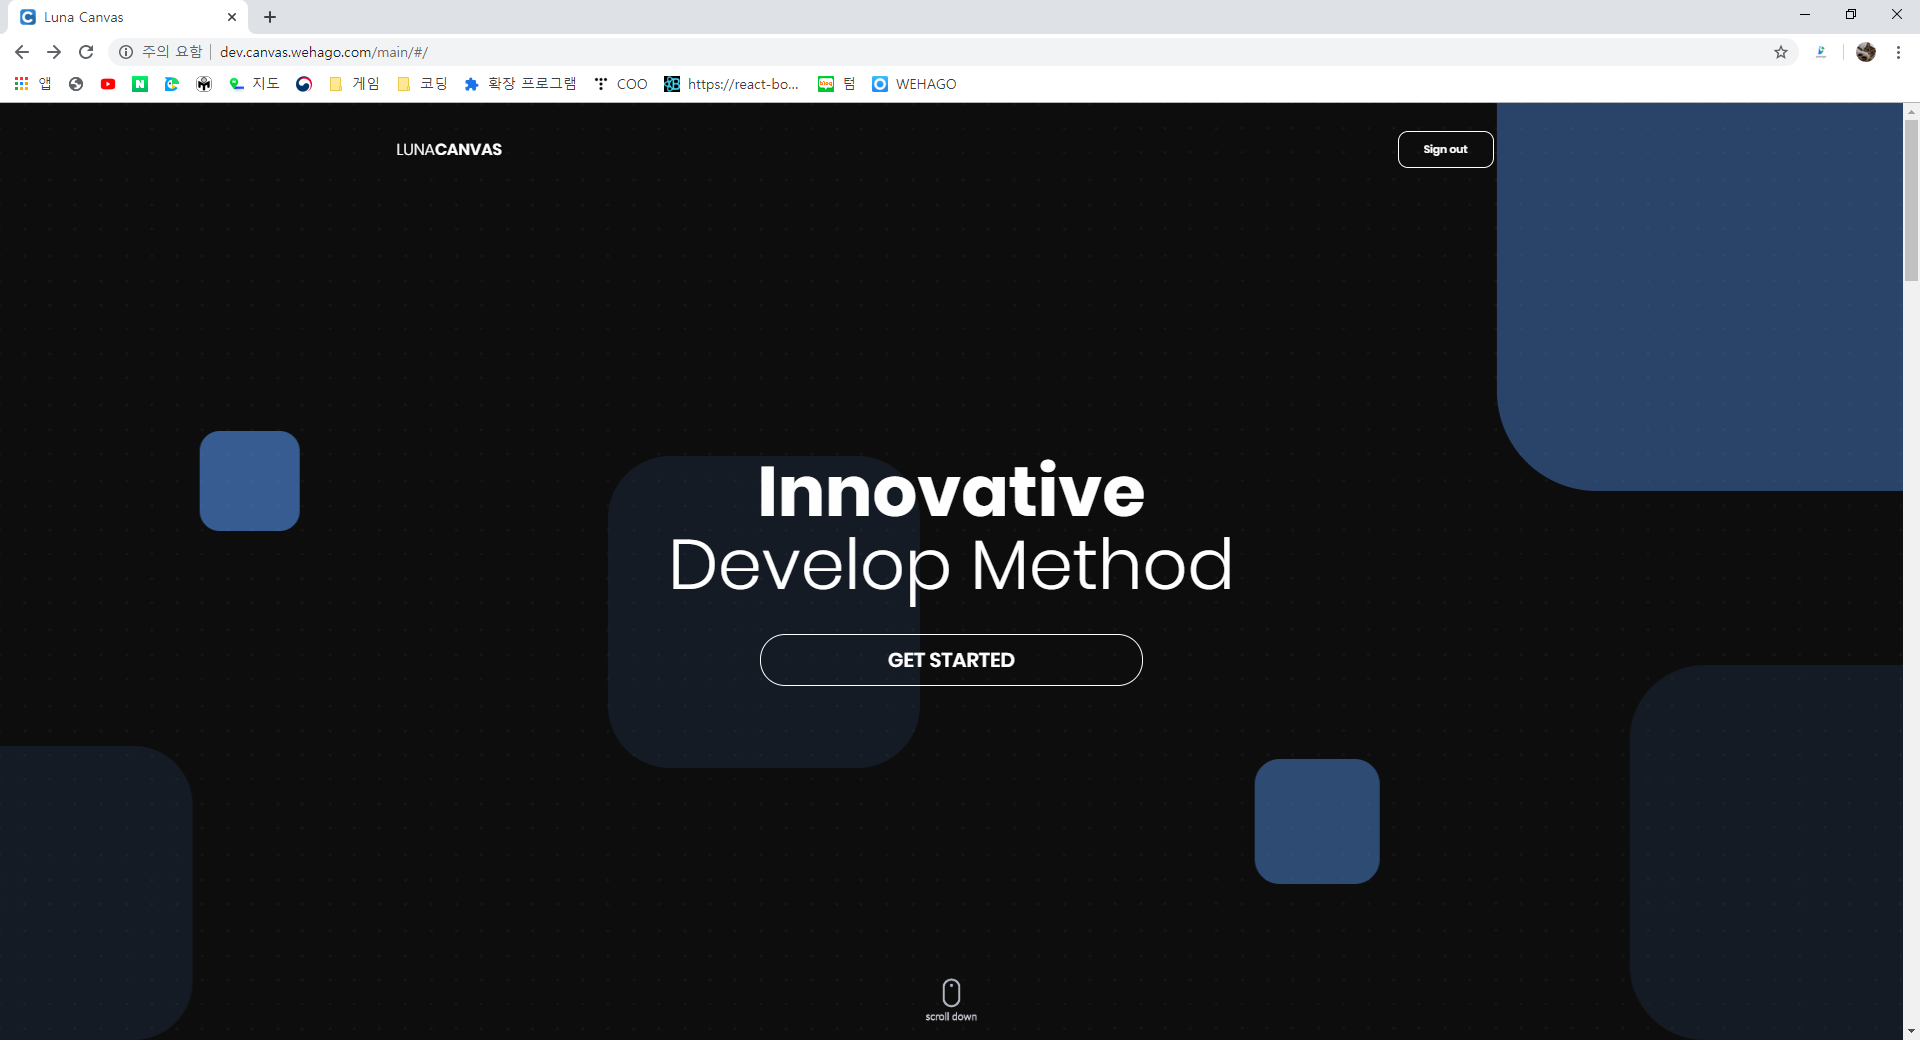 Luna Canvas
주의 요함 dev.canvas.wehago.com/main/#/
앱 지도 게임 코딩 확장 프로그램 COO https://react-bo... 텀 WEHAGO
LUNACANVAS
Sign out
Innovative
Develop Method
GET STARTED
scroll down